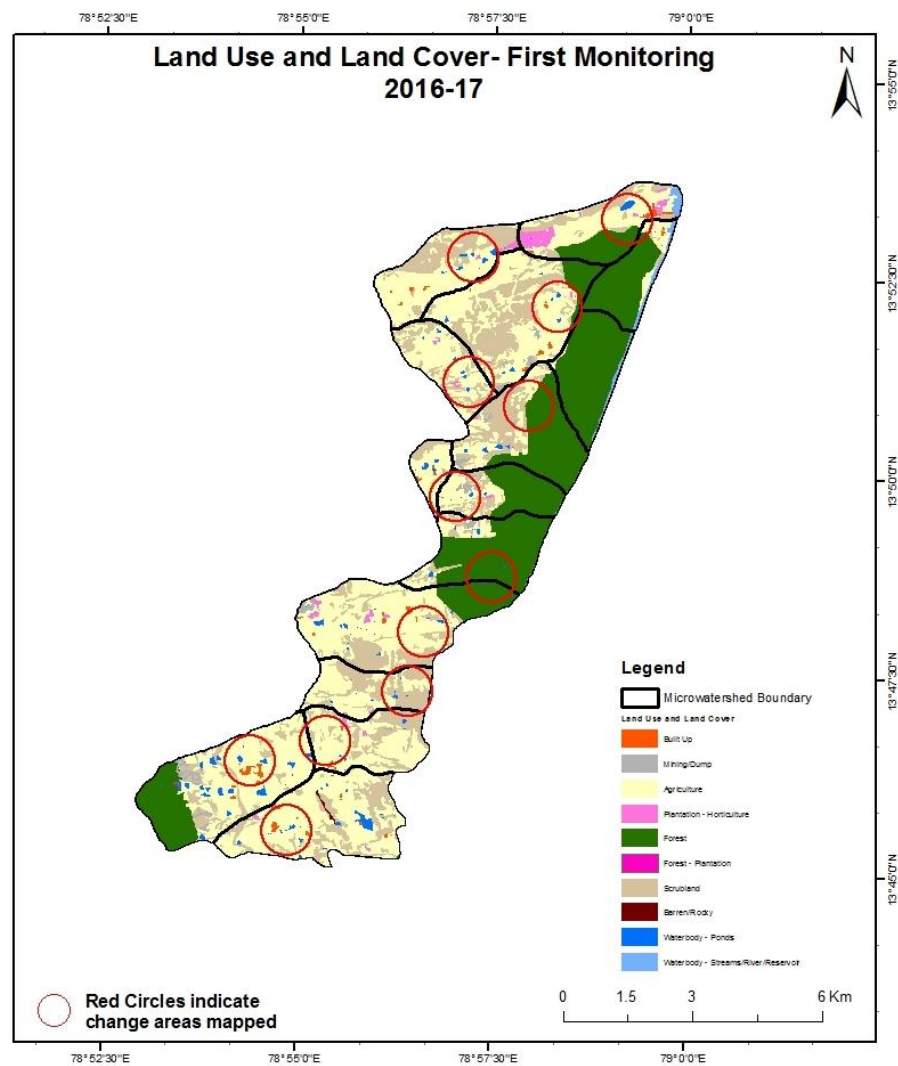 78°52'30"E 78°55'0"E 78°57'30"E 79°0'0"E
Land Use and Land Cover- First Monitoring
2016-17
N
13°55'0"N
13°52'30"N
13°50'0"N
13°47'30"N
13°45'0"N
Legend
Microwatershed Boundary
Land Use and Land Cover
Built Up
Mining/Dump
Agriculture
Plantation - Horticulture
Forest
Forest - Plantation
Scrubland
Barren/Rocky
Waterbody - Ponds
Waterbody - Streams/River/Reservoir
Red Circles indicate
change areas mapped
0 1.5 3 6 Km
78°52'30"E 78°55'0"E 78°57'30"E 79°0'0"E